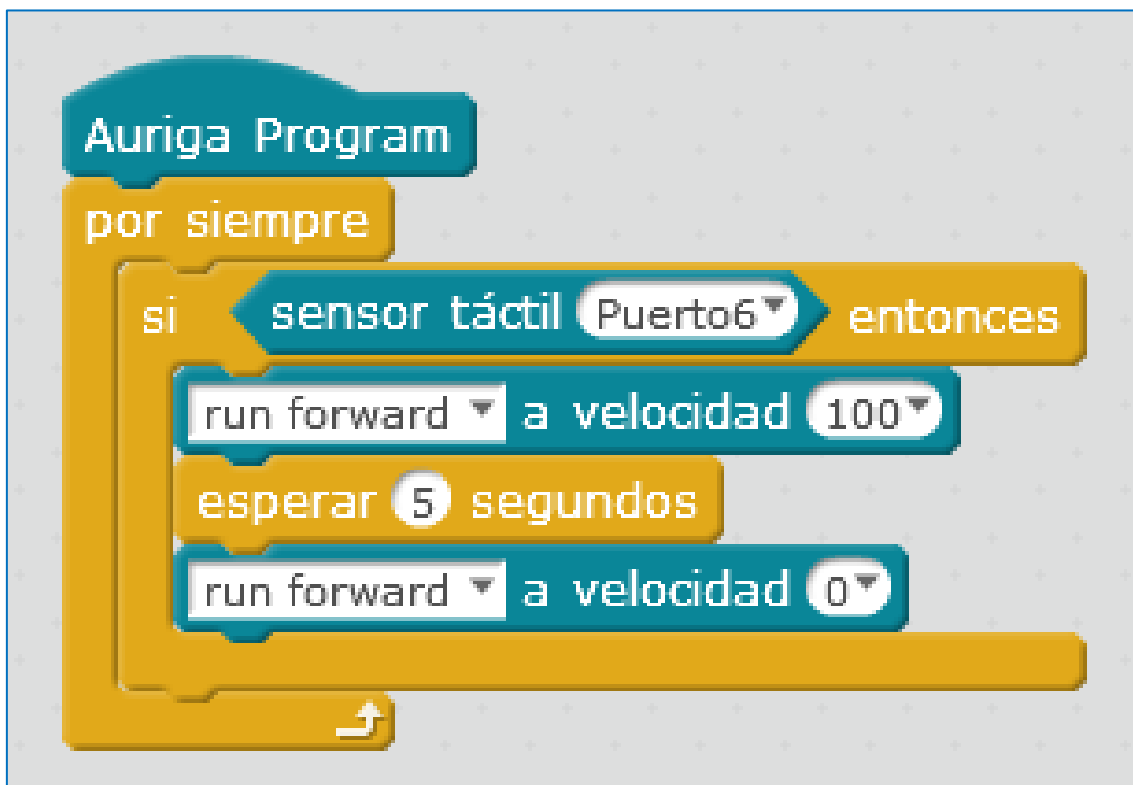 Auriga Program
por siempre
si sensor táctil Puerto6 entonces
run forward a velocidad 100
esperar 5 segundos
run forward a velocidad 0